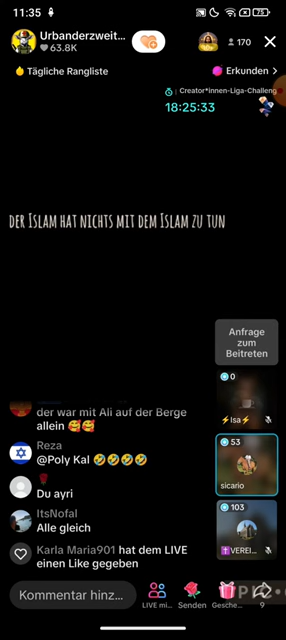 11:35
75
Urbanderzweit...
63.8K
170
Tägliche Rangliste
Erkunden >
Creator*innen-Liga-Challeng
18:25:33
DER ISLAM HAT NICHTS MIT DEM ISLAM ZU TUN
Anfrage zum Beitreten
0
⚡Isa⚡
der war mit Ali auf der Berge
allein 🥰🥰
Reza
@Poly Kal 🤣🤣🤣🤣
53
sicario
Du ayri
ItsNofal
Alle gleich
103
VEREI...
Karla Maria901 hat dem LIVE
einen Like gegeben
Kommentar hinz...
LIVE mi...
Senden
Gesche...
9